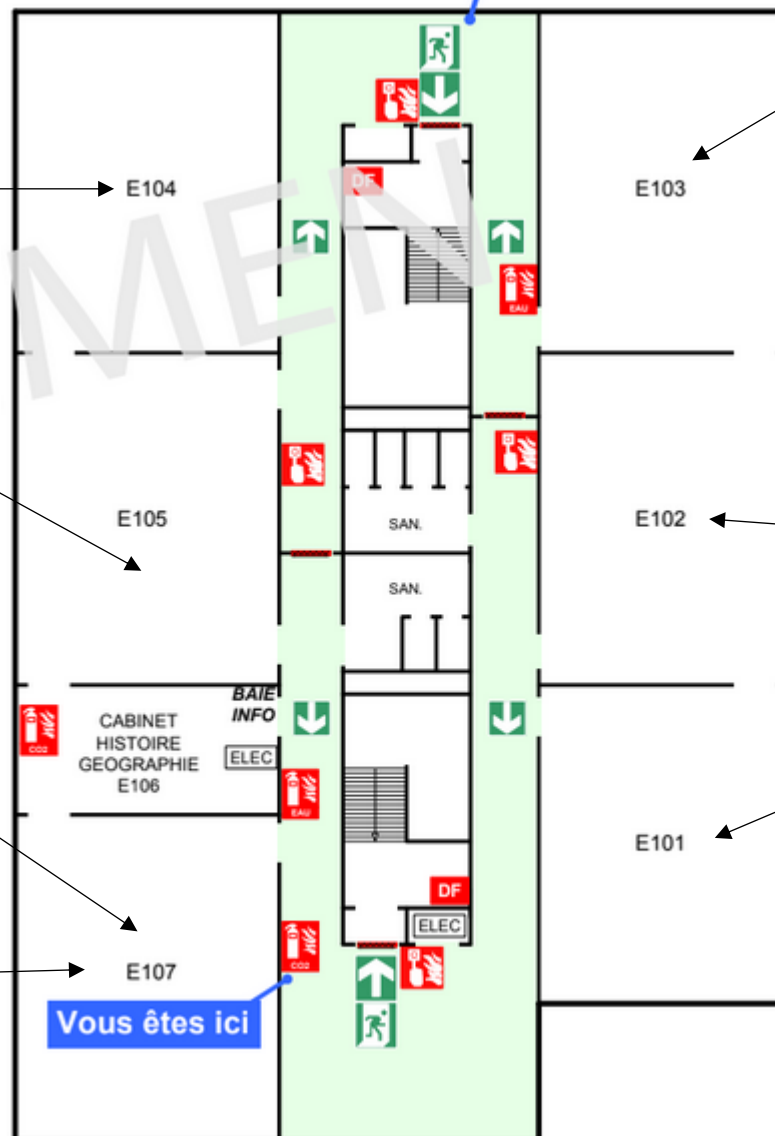 E104
E103
DF
MEN
EAU
E105
SAN.
E102
SAN.
BAIE
INFO
CO2
CABINET
HISTOIRE
GEOGRAPHIE
E106
ELEC
EAU
E101
DF
ELEC
CO2
E107
Vous êtes ici